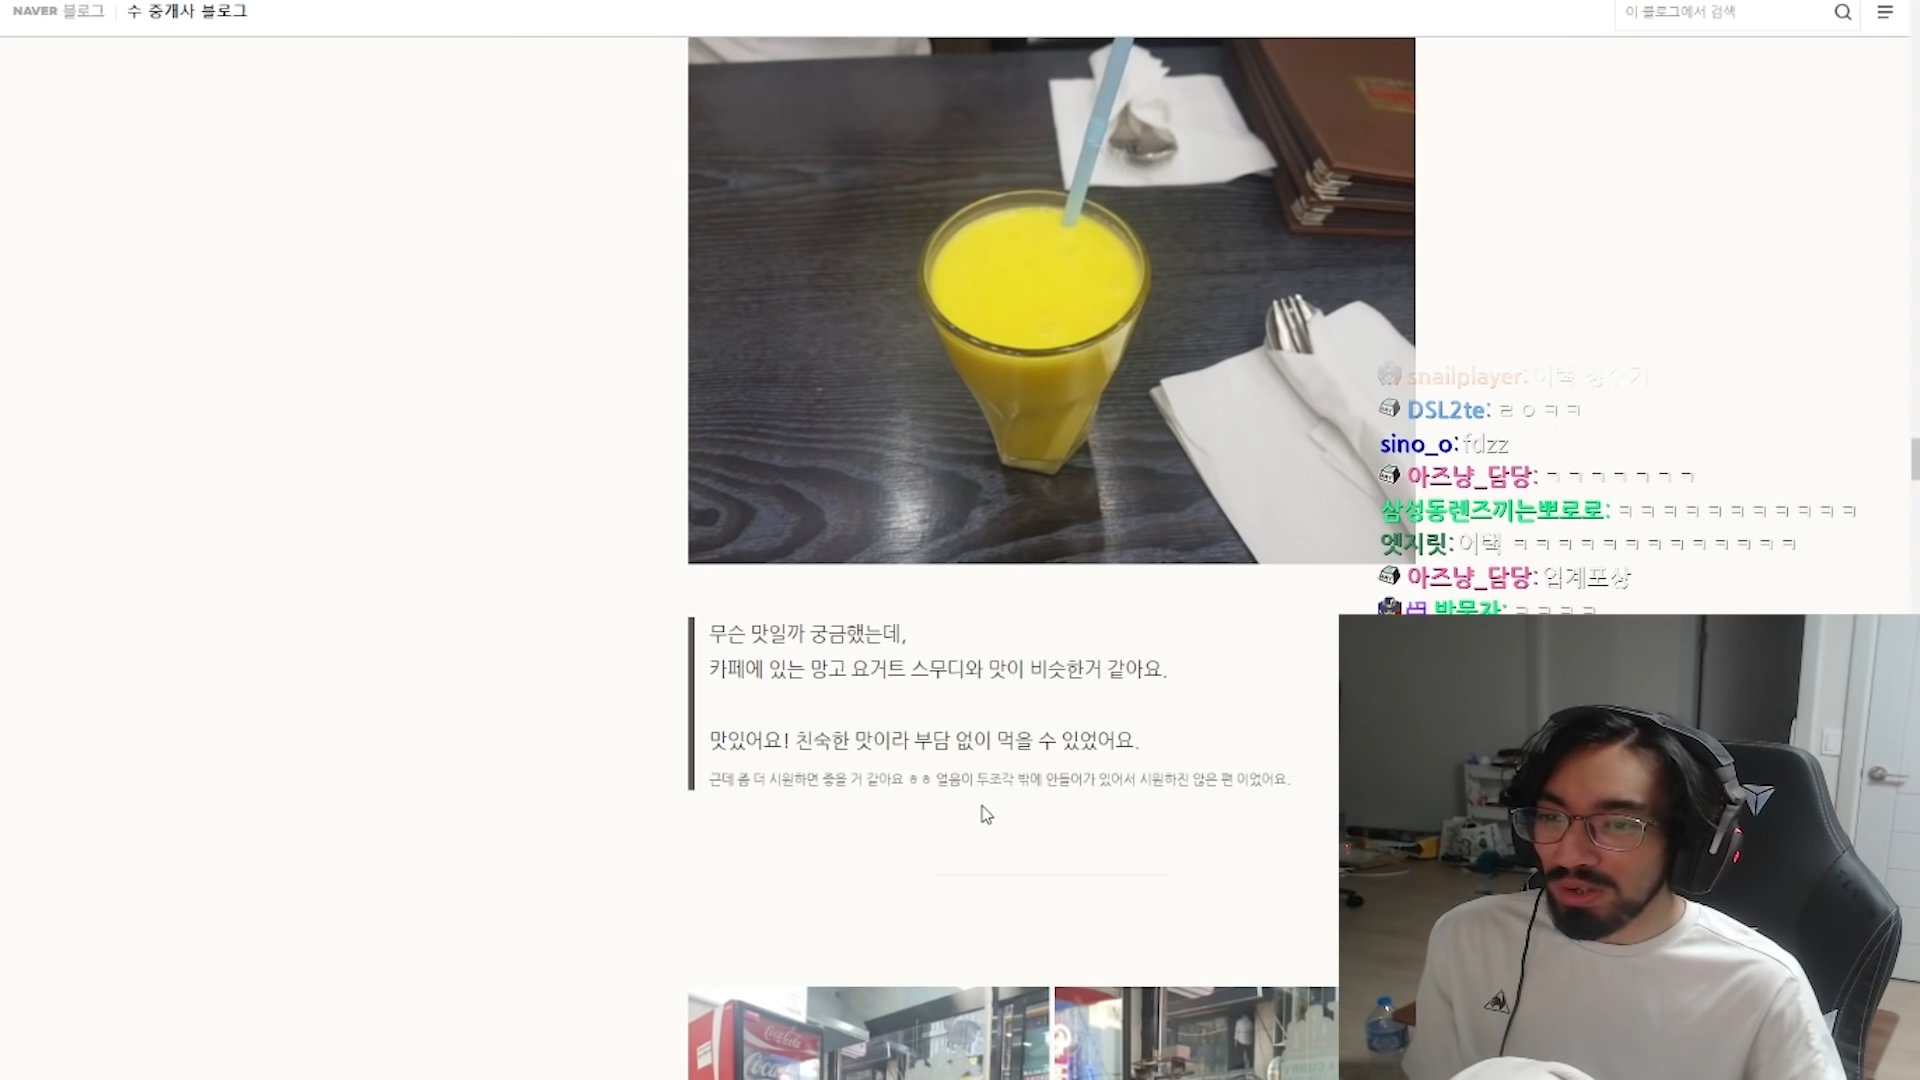 NAVER 블로그
수 중개사 블로그
이 블로그에서 검색
DSL2te: ㄹㅇㅋㅋ
sino_o: fdzz
아즈냥_담당: ㅋㅋㅋㅋㅋㅋㅋ
삼성동렌즈끼는뽀로로: ㅋㅋㅋㅋㅋㅋㅋㅋㅋㅋㅋ
엣지릿: 이택 ㅋㅋㅋㅋㅋㅋㅋㅋㅋㅋㅋㅋㅋ
아즈냥_담당: 업계포상
snailplayer:
무슨 맛일까 궁금했는데,
카페에 있는 망고 요거트 스무디와 맛이 비슷한거 같아요.
맛있어요! 친숙한 맛이라 부담 없이 먹을 수 있었어요.
근데 좀 더 시원하면 좋을 거 같아요 ㅎㅎ 얼음이 두조각 밖에 안들어가 있어서 시원하진 않은 편 이었어요.
Coca-Cola